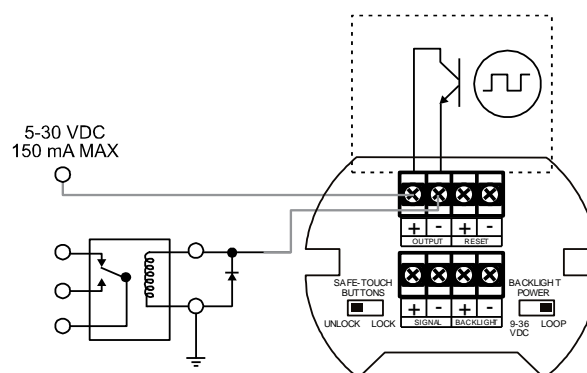 5-30 VDC
150 mA MAX
+ - + -
OUTPUT RESET
SAFE-TOUCH
BUTTONS
UNLOCK LOCK
+ - + -
SIGNAL BACKLIGHT
BACKLIGHT
POWER
9-36
VDC
LOOP